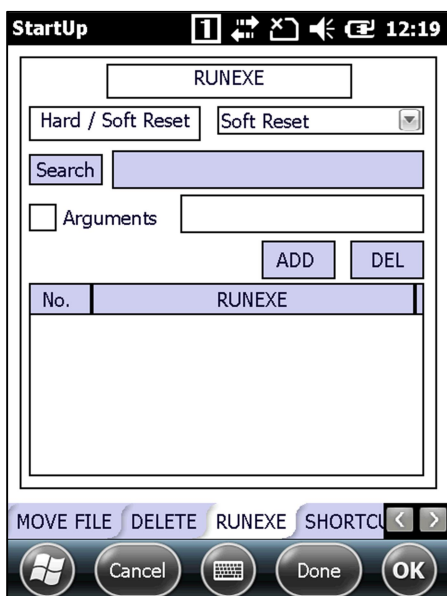 StartUp 1 12:19
RUNEXE
Hard / Soft Reset Soft Reset
Search
Arguments
ADD DEL
No. RUNEXE
MOVE FILE DELETE RUNEXE SHORTCU
Cancel Done OK